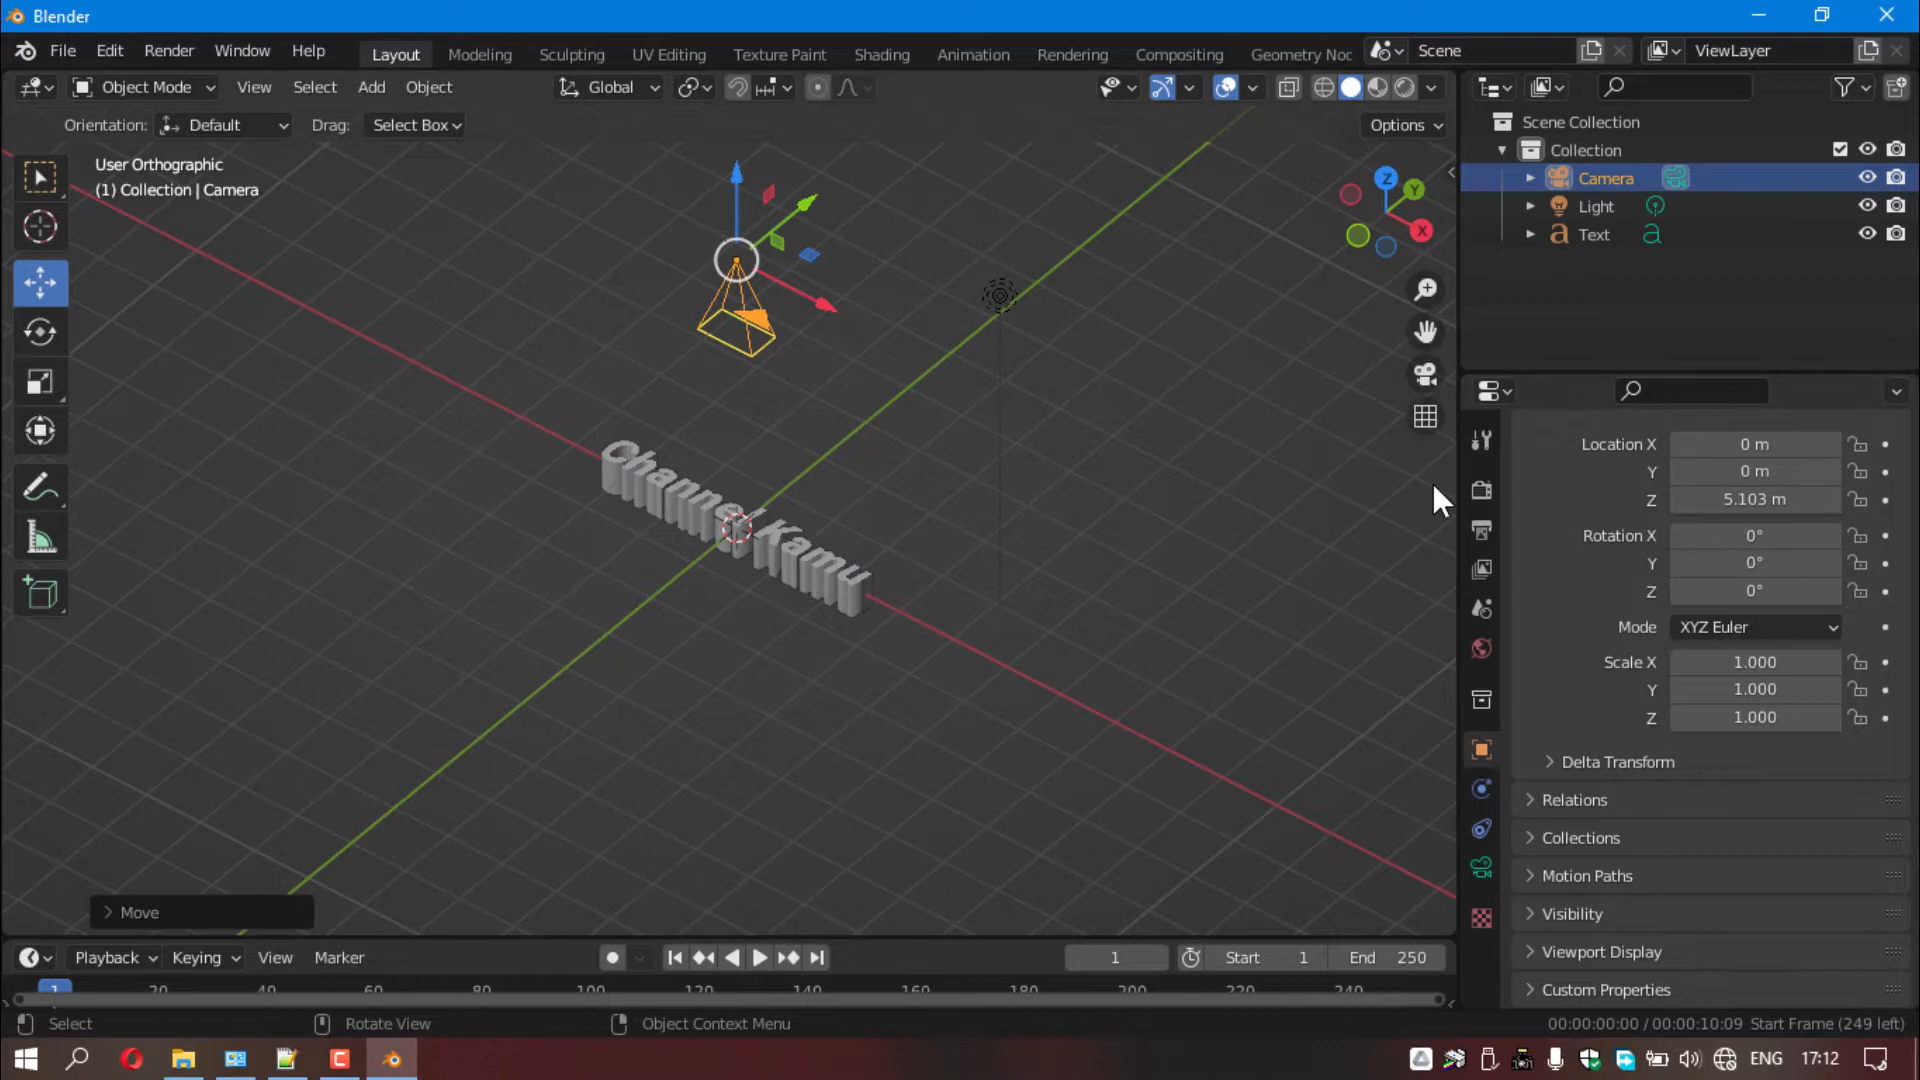 Blender
File Edit Render Window Help Layout Modeling Sculpting UV Editing Texture Paint Shading Animation Rendering Compositing Geometry Noc Scene ViewLayer
Object Mode View Select Add Object Global
Orientation: Default Drag: Select Box Options
User Orthographic
(1) Collection | Camera
Z
Y
X
Channel Kamu
Move
Scene Collection
Collection
Camera
Light
Text
Location X 0 m
Y 0 m
Z 5.103 m
Rotation X 0°
Y 0°
Z 0°
Mode XYZ Euler
Scale X 1.000
Y 1.000
Z 1.000
Delta Transform
Relations
Collections
Motion Paths
Visibility
Viewport Display
Custom Properties
Playback Keying View Marker 1 Start 1 End 250
1 20 40 60 80 100 120 140 160 180 200 220 240
Select Rotate View Object Context Menu 00:00:00:00 / 00:00:10:09 Start Frame (249 left)
ENG 17:12